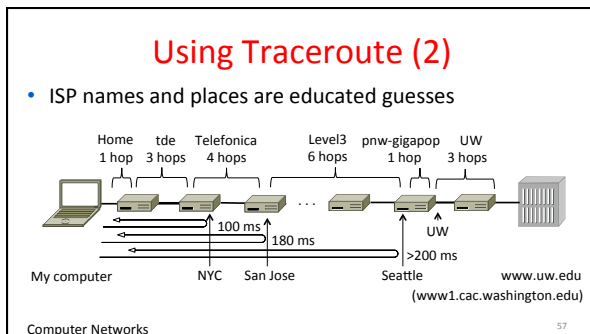 Using Traceroute (2)
• ISP names and places are educated guesses
Home tde Telefonica Level3 pnw-gigapop UW
1 hop 3 hops 4 hops 6 hops 1 hop 3 hops
. . .
100 ms
UW
180 ms
>200 ms
My computer NYC San Jose Seattle www.uw.edu
(www1.cac.washington.edu)
Computer Networks 57